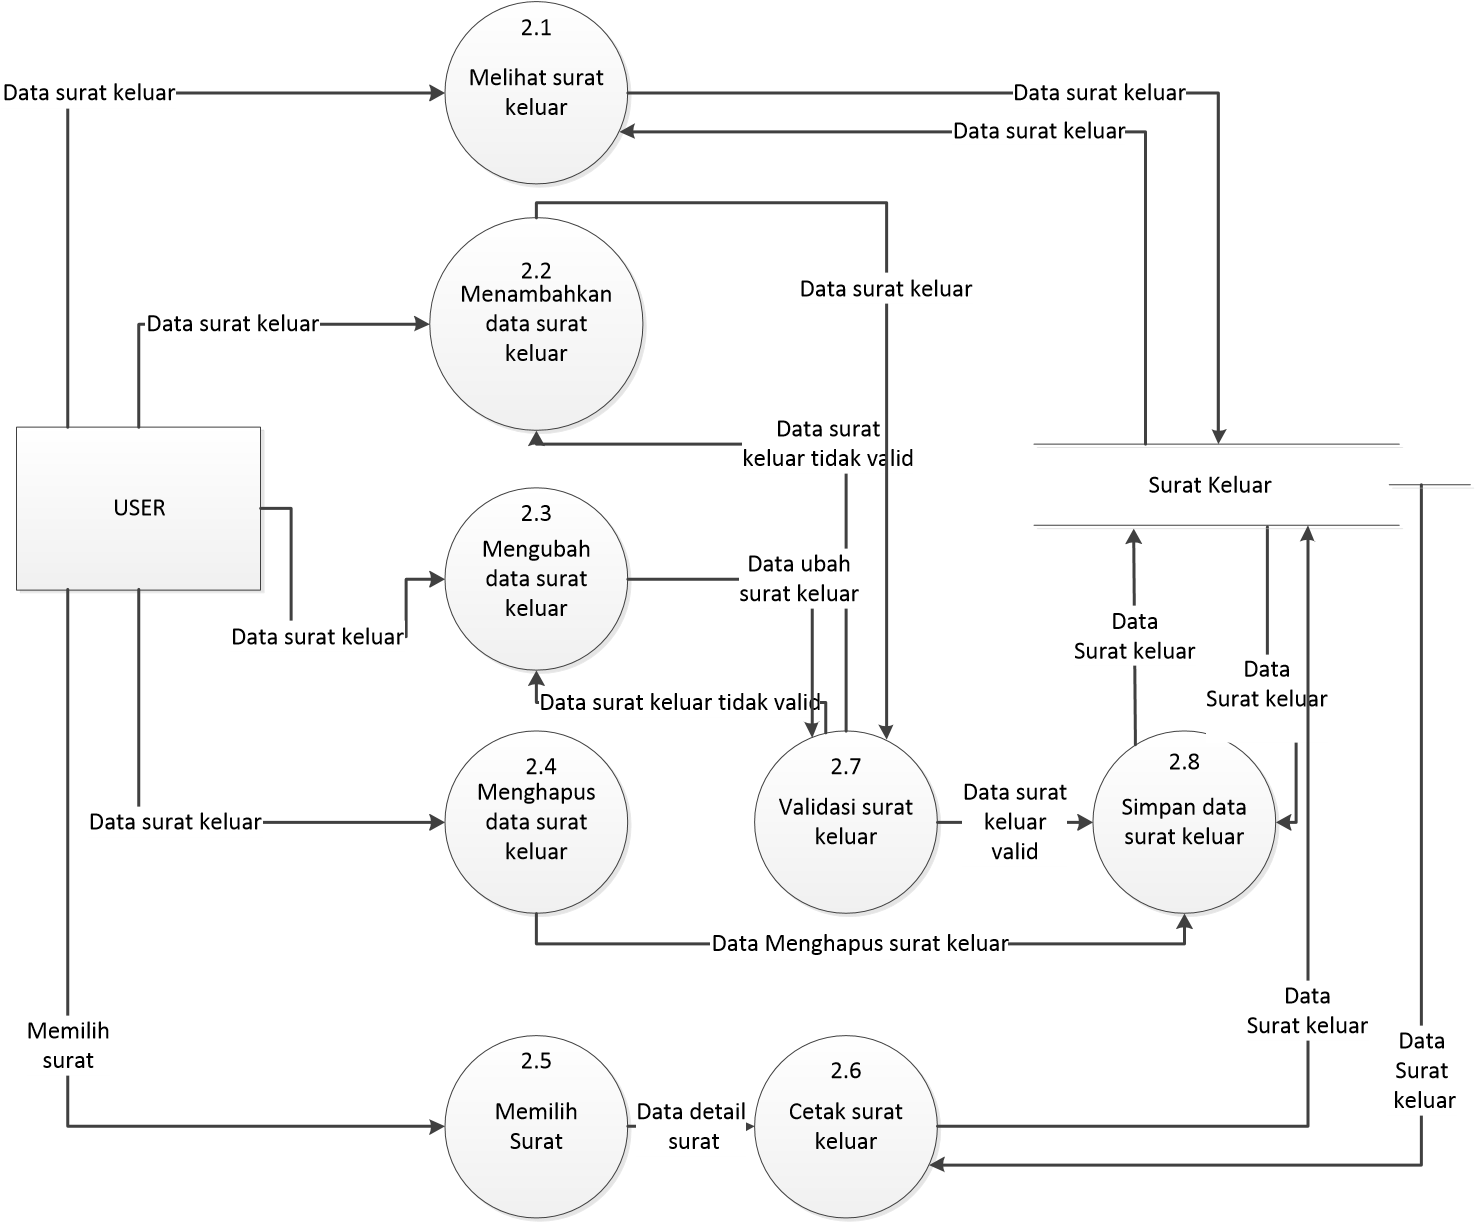 2.1
Melihat surat
keluar
Data surat keluar
Data surat keluar
Data surat keluar
2.2
Menambahkan
data surat
keluar
Data surat keluar
Data surat keluar
Data surat
keluar tidak valid
Surat Keluar
USER
2.3
Mengubah
data surat
keluar
Data ubah
surat keluar
Data surat keluar
Data
Surat keluar
Data
Surat keluar
Data surat keluar tidak valid
2.4
Menghapus
data surat
keluar
Data surat keluar
2.7
Validasi surat
keluar
Data surat
keluar
valid
2.8
Simpan data
surat keluar
Data Menghapus surat keluar
Memilih
surat
Data
Surat keluar
Data
Surat
keluar
2.5
Memilih
Surat
Data detail
surat
2.6
Cetak surat
keluar